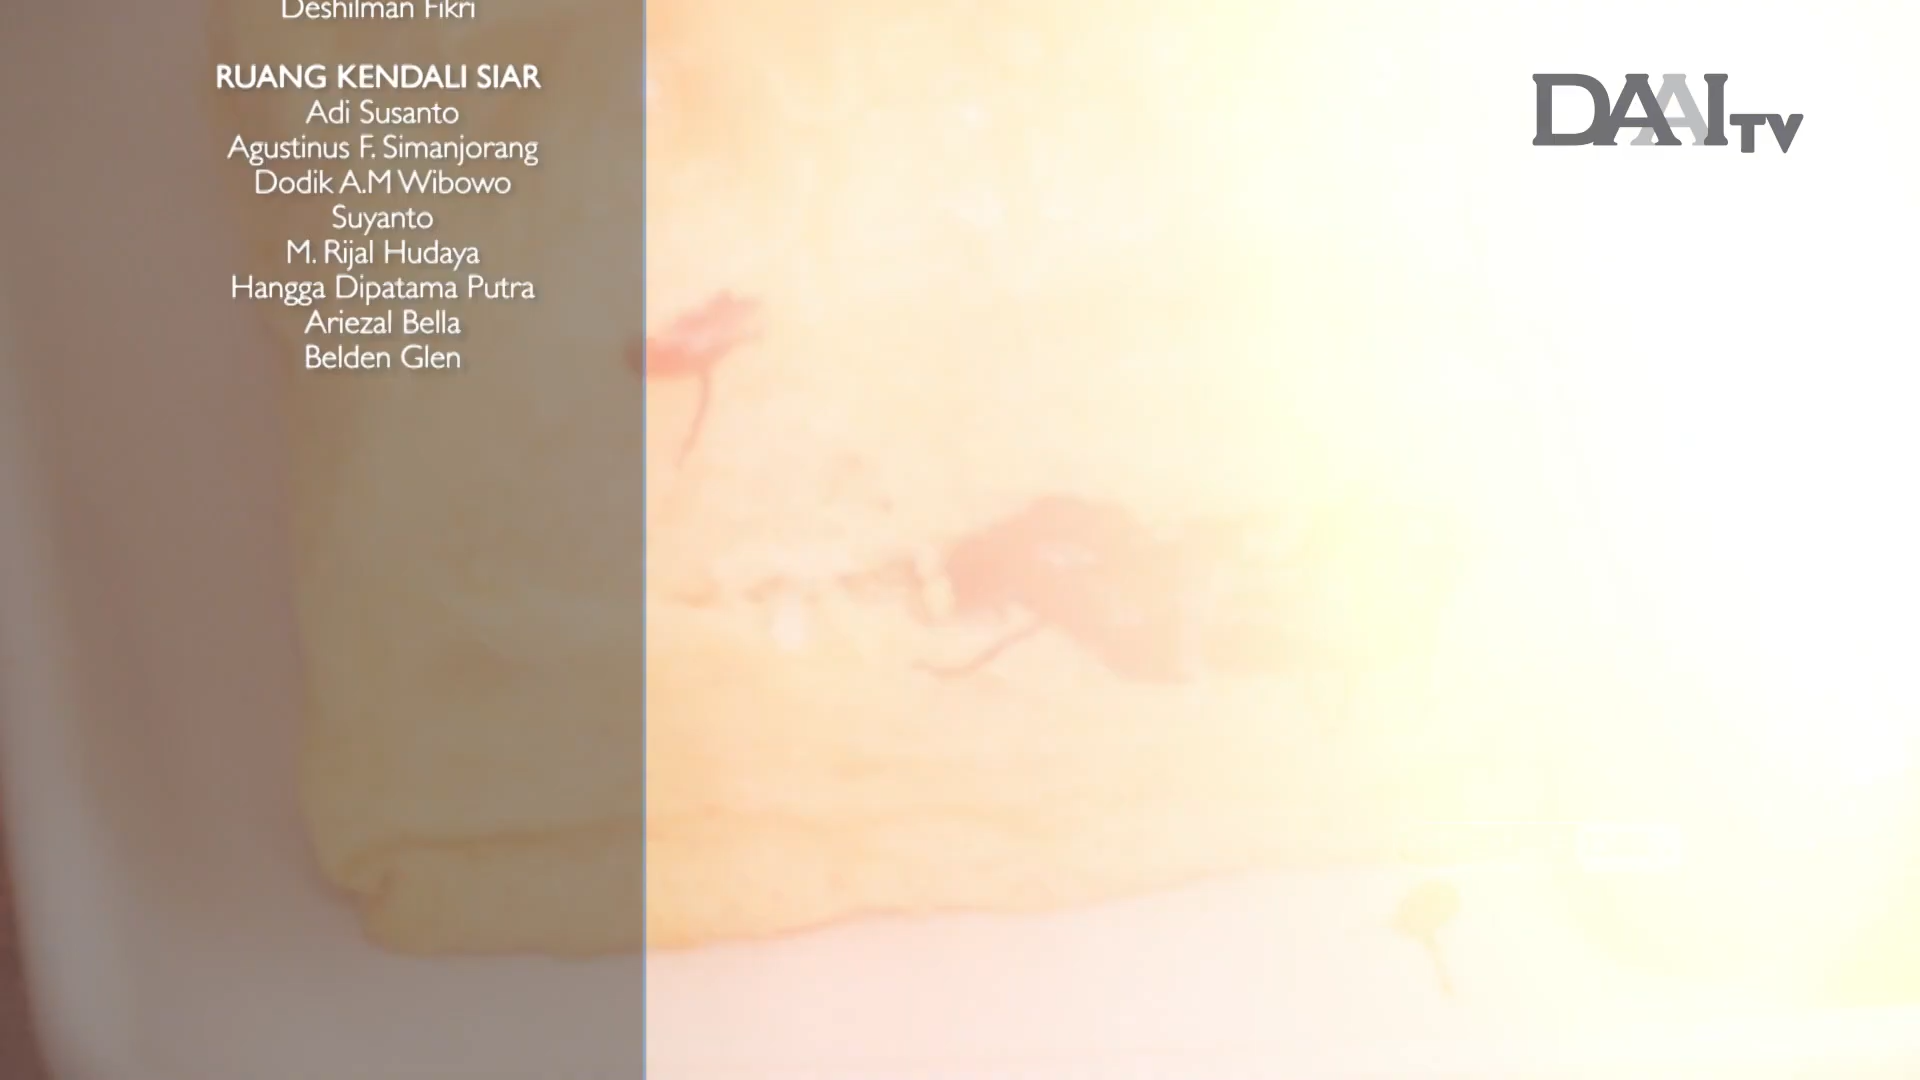 Deshilman Fikri
RUANG KENDALI SIAR
Adi Susanto
Agustinus F. Simanjorang
Dodik A.M Wibowo
Suyanto
M. Rijal Hudaya
Hangga Dipatama Putra
Ariezal Bella
Belden Glen
DAAI TV